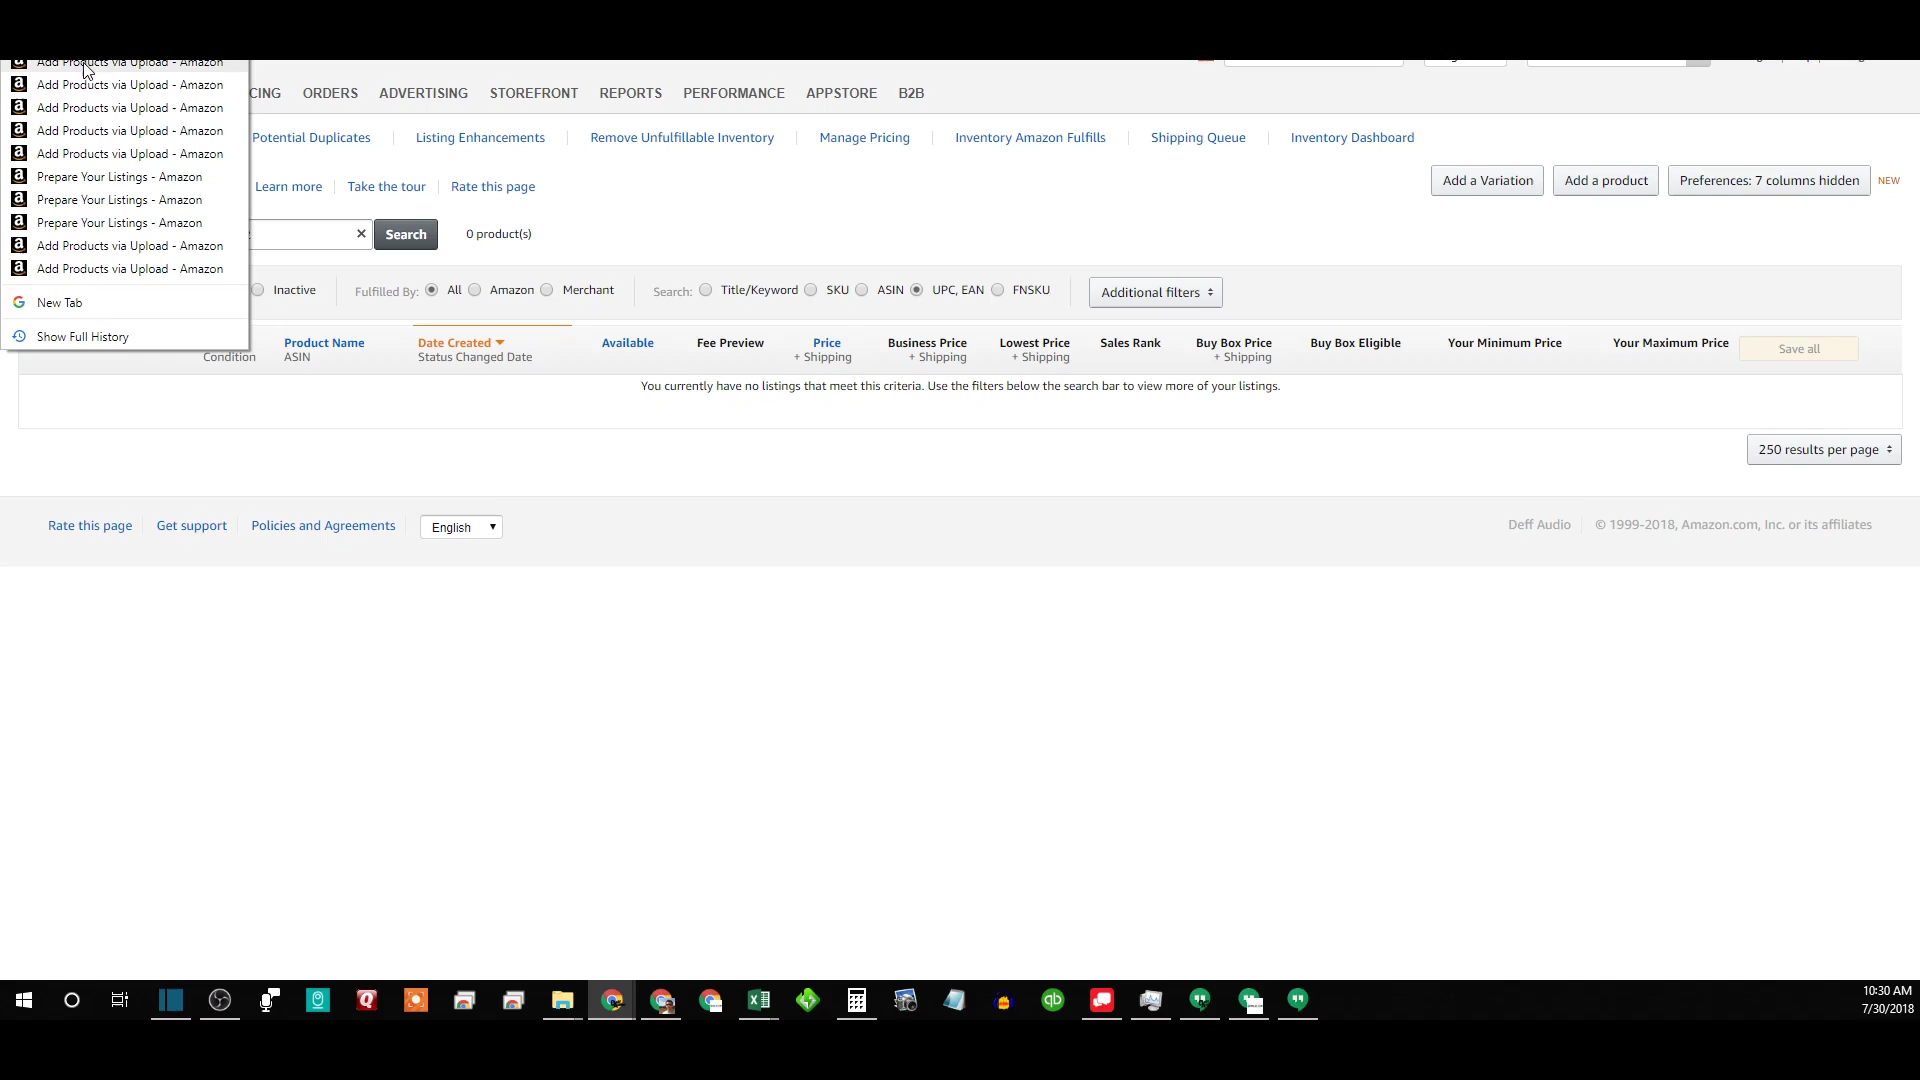 Add Products via Upload - Amazon
Add Products via Upload - Amazon
Add Products via Upload - Amazon
Add Products via Upload - Amazon
Add Products via Upload - Amazon
Prepare Your Listings - Amazon
Prepare Your Listings - Amazon
Prepare Your Listings - Amazon
Add Products via Upload - Amazon
Add Products via Upload - Amazon
New Tab
Show Full History
CING ORDERS ADVERTISING STOREFRONT REPORTS PERFORMANCE APPSTORE B2B
Potential Duplicates Listing Enhancements Remove Unfulfillable Inventory Manage Pricing Inventory Amazon Fulfills Shipping Queue Inventory Dashboard
Learn more Take the tour Rate this page Add a Variation Add a product Preferences: 7 columns hidden NEW
Search 0 product(s)
Inactive Fulfilled By: All Amazon Merchant Search: Title/Keyword SKU ASIN UPC, EAN FNSKU Additional filters
Product Name Date Created Available Fee Preview Price Business Price Lowest Price Sales Rank Buy Box Price Buy Box Eligible Your Minimum Price Your Maximum Price Save all
Condition ASIN Status Changed Date + Shipping + Shipping + Shipping + Shipping
You currently have no listings that meet this criteria. Use the filters below the search bar to view more of your listings.
250 results per page
Rate this page Get support Policies and Agreements English Deff Audio © 1999-2018, Amazon.com, Inc. or its affiliates
10:30 AM
7/30/2018